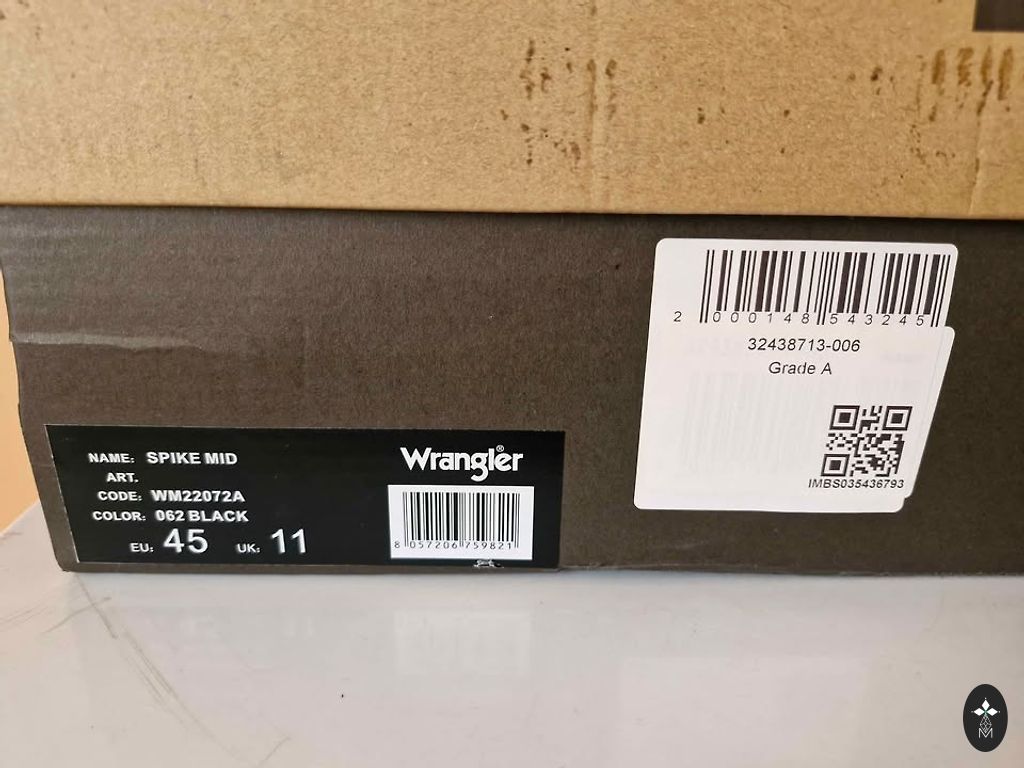 2 000148 543245
32438713-006
Grade A
IMBS035436793
NAME: SPIKE MID
ART.
CODE: WM22072A
COLOR: 062 BLACK
EU: 45 UK: 11
Wrangler®
8 057206 759821
M